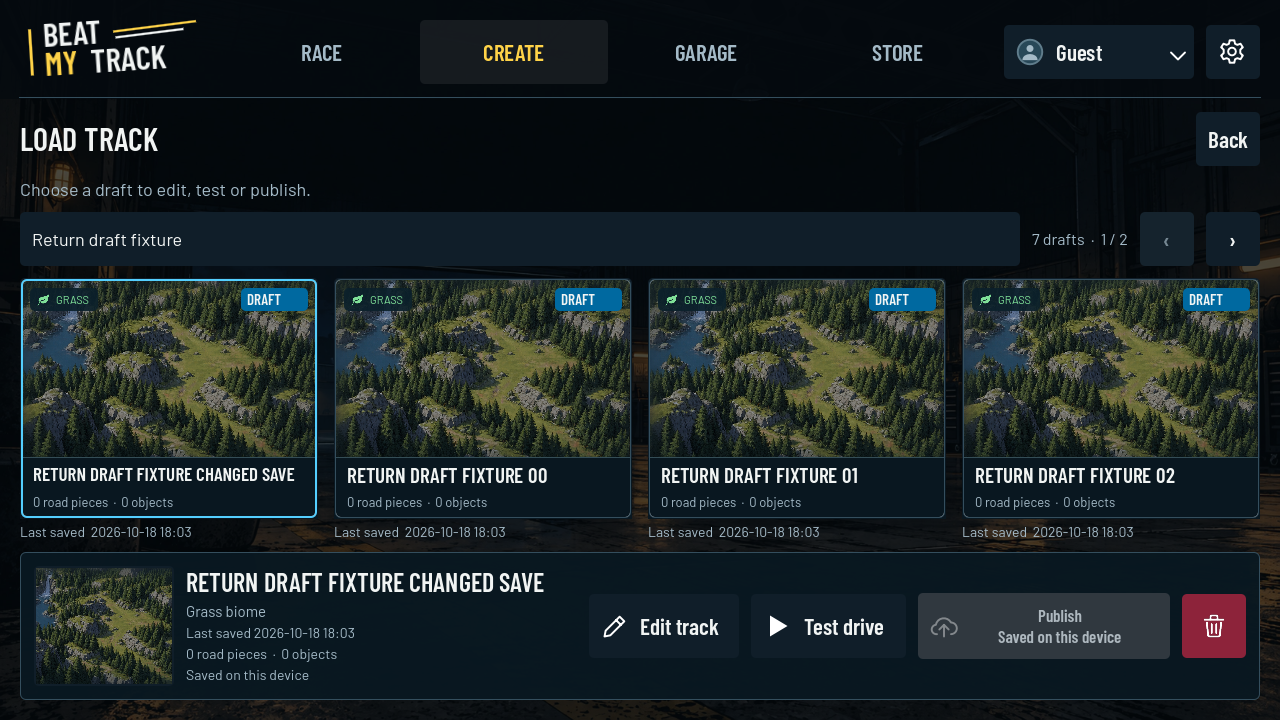 BEAT
MY TRACK
RACE
CREATE
GARAGE
STORE
Guest
LOAD TRACK
Back
Choose a draft to edit, test or publish.
Return draft fixture
7 drafts · 1 / 2
‹
›
GRASS
DRAFT
GRASS
DRAFT
GRASS
DRAFT
GRASS
DRAFT
RETURN DRAFT FIXTURE CHANGED SAVE
RETURN DRAFT FIXTURE 00
RETURN DRAFT FIXTURE 01
RETURN DRAFT FIXTURE 02
0 road pieces · 0 objects
0 road pieces · 0 objects
0 road pieces · 0 objects
0 road pieces · 0 objects
Last saved 2026-10-18 18:03
Last saved 2026-10-18 18:03
Last saved 2026-10-18 18:03
Last saved 2026-10-18 18:03
RETURN DRAFT FIXTURE CHANGED SAVE
Grass biome
Last saved 2026-10-18 18:03
0 road pieces · 0 objects
Saved on this device
Edit track
Test drive
Publish
Saved on this device